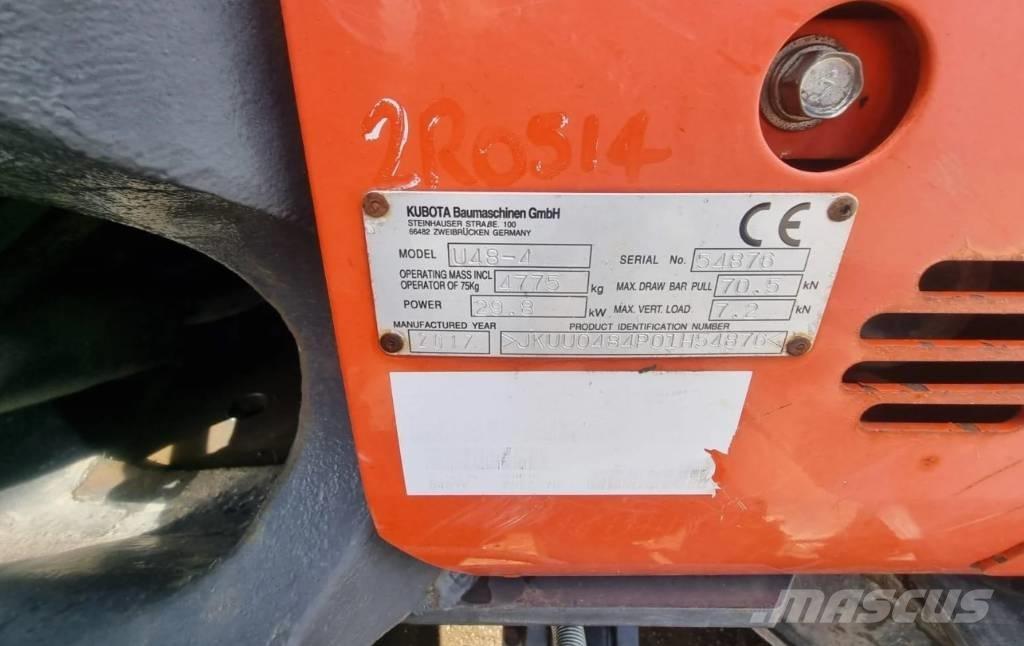 2R0514
KUBOTA Baumaschinen GmbH
STEINHAUSER STRAßE. 100
66482 ZWEIBRÜCKEN GERMANY
CE
MODEL U48-4 SERIAL No. 54876
OPERATING MASS INCL OPERATOR OF 75Kg 4775 kg MAX. DRAW BAR PULL 70.5 kN
POWER 29.8 kW MAX. VERT. LOAD 7.2 kN
MANUFACTURED YEAR PRODUCT IDENTIFICATION NUMBER
2017 >JKUU0484P01H54876<
MASCUS